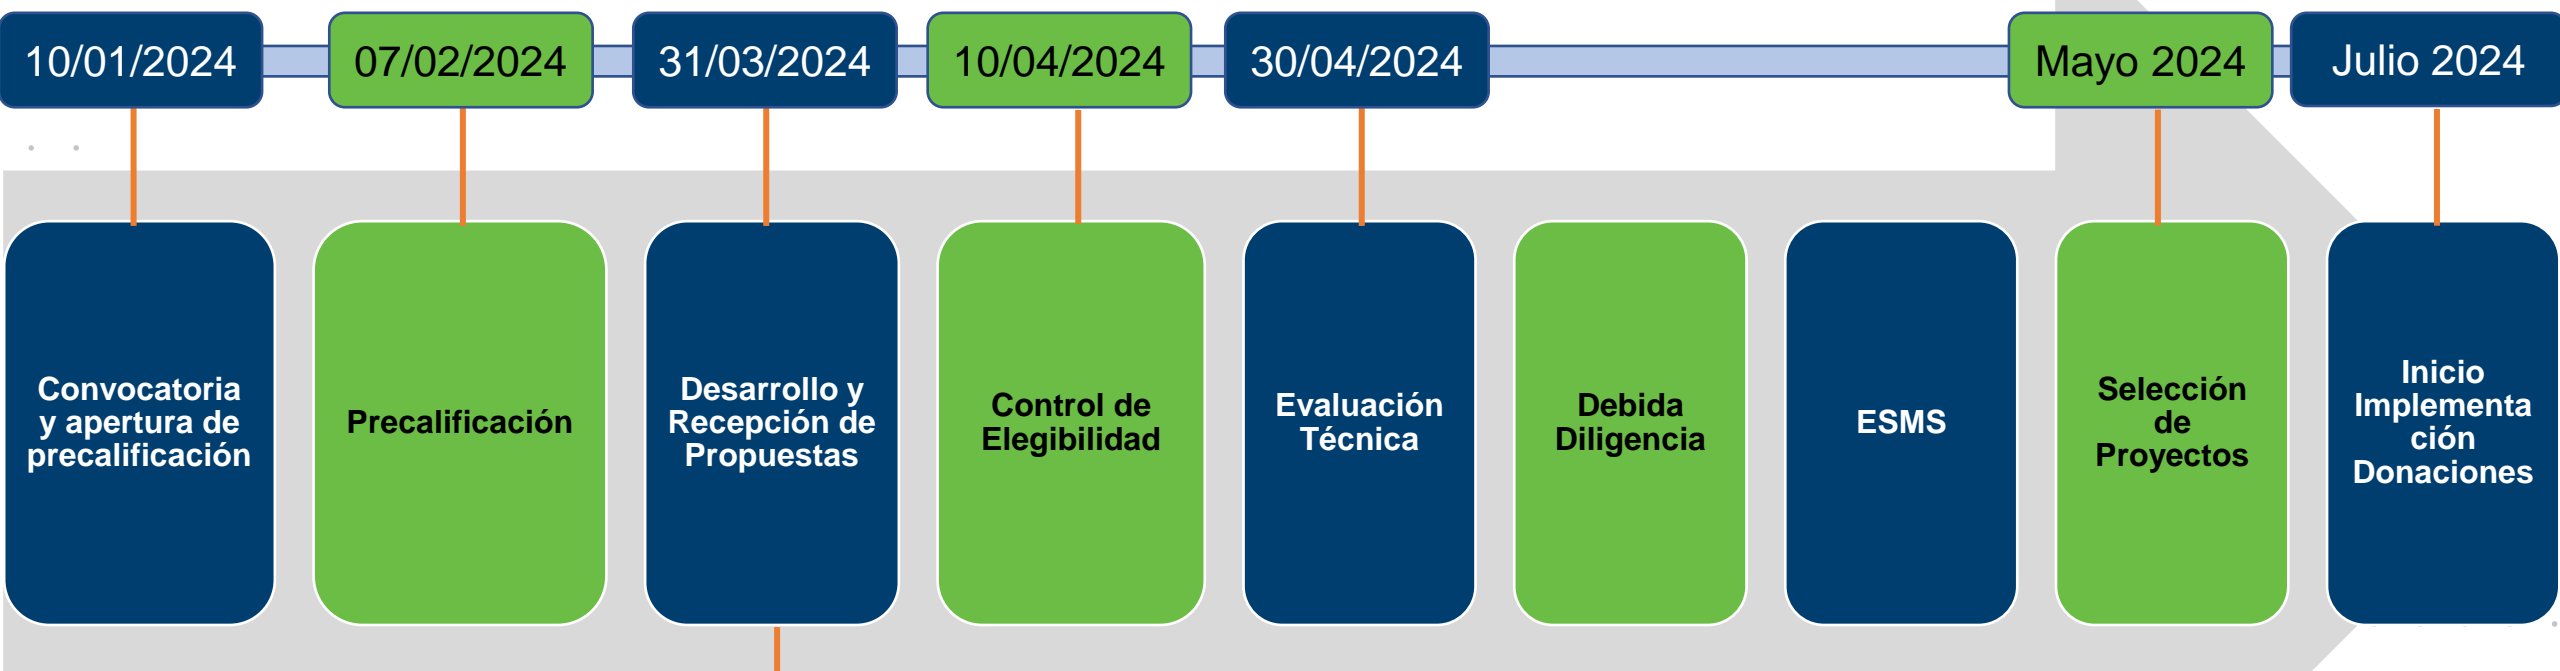 10/01/2024
07/02/2024
31/03/2024
10/04/2024
30/04/2024
Mayo 2024
Julio 2024
Convocatoria
y apertura de
precalificación
Precalificación
Desarrollo y
Recepción de
Propuestas
Control de
Elegibilidad
Evaluación
Técnica
Debida
Diligencia
ESMS
Selección
de
Proyectos
Inicio
Implementa
ción
Donaciones